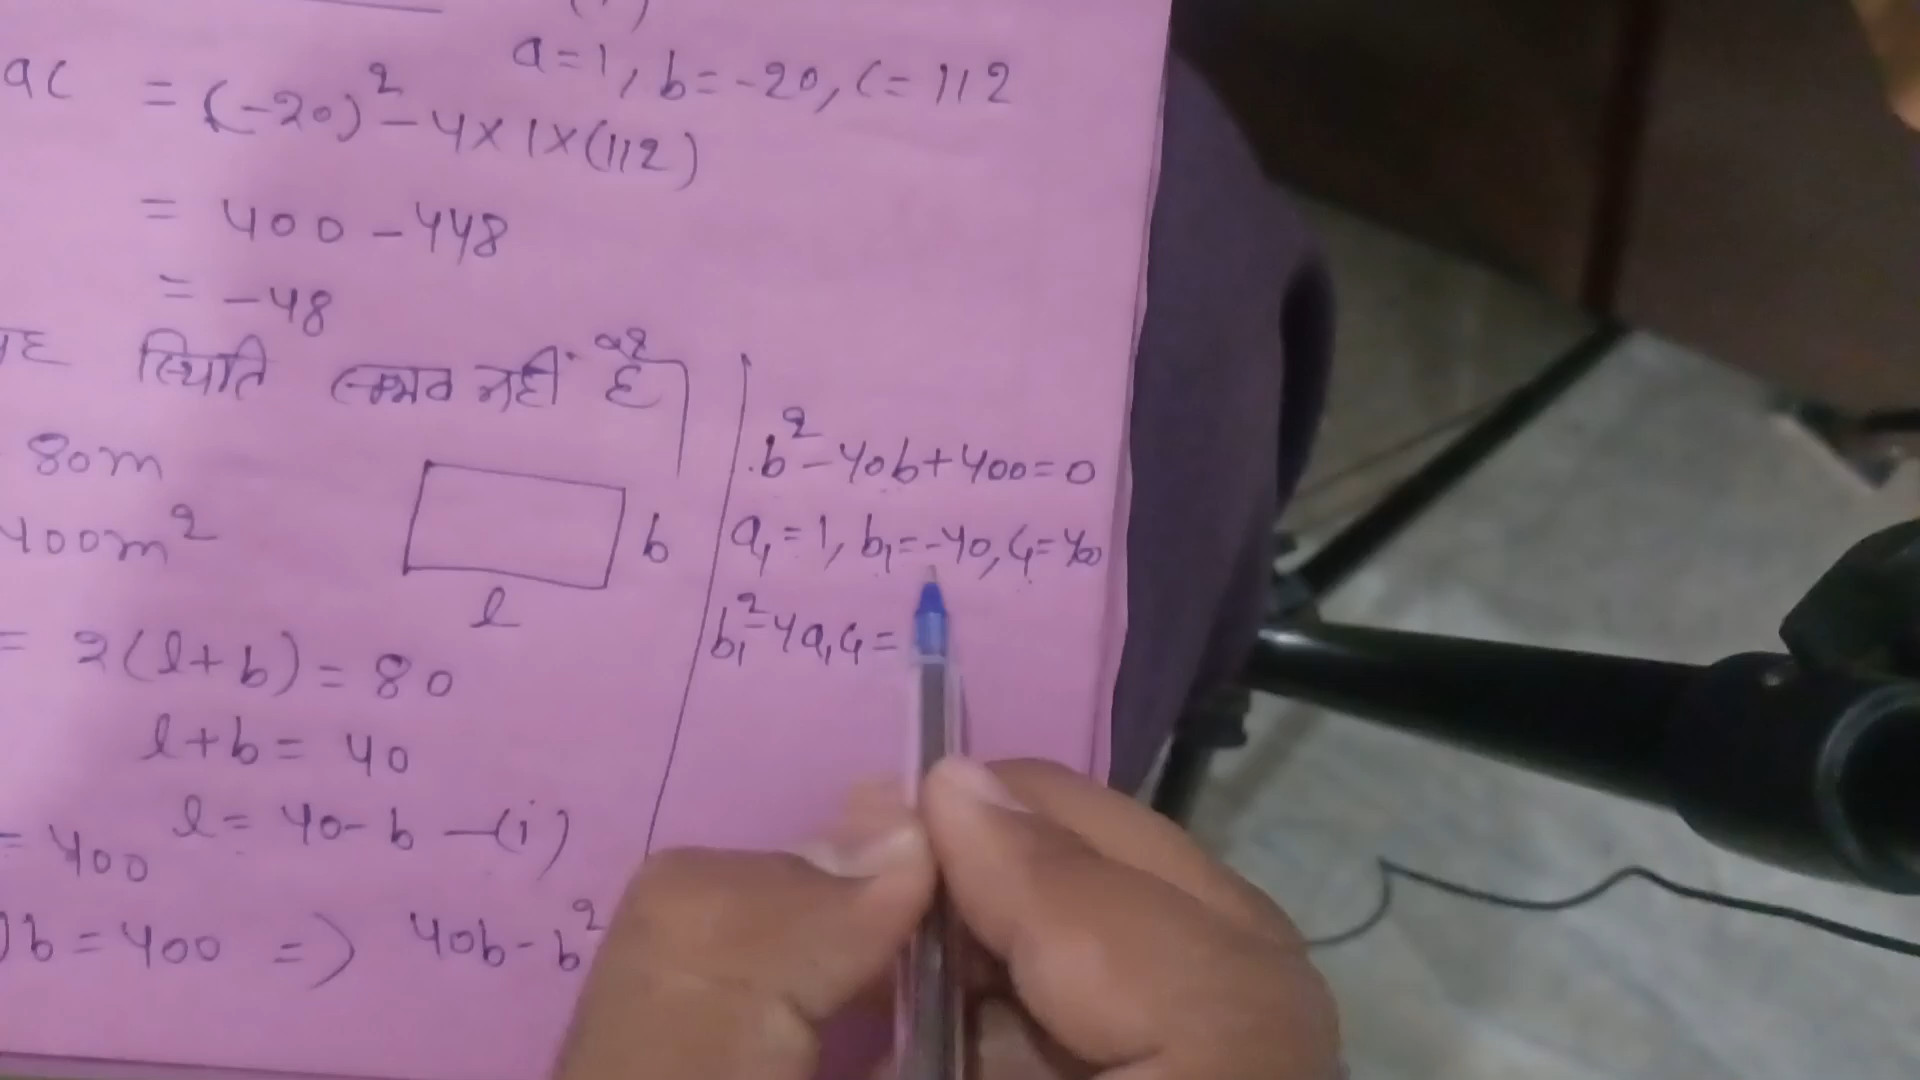 a=1, b=-20, c=112
ac = (-20)² - 4×1×(112)
= 400 - 448
= -48
यह स्थिति सम्भव नहीं है
80m
400m²
b
l
= 2(l+b) = 80
l+b = 40
l = 40-b —(i)
= 400
)b = 400 => 40b - b²
b² - 40b + 400 = 0
a₁ = 1, b₁ = -40, c₁ = 400
b₁² - 4a₁c₁ =